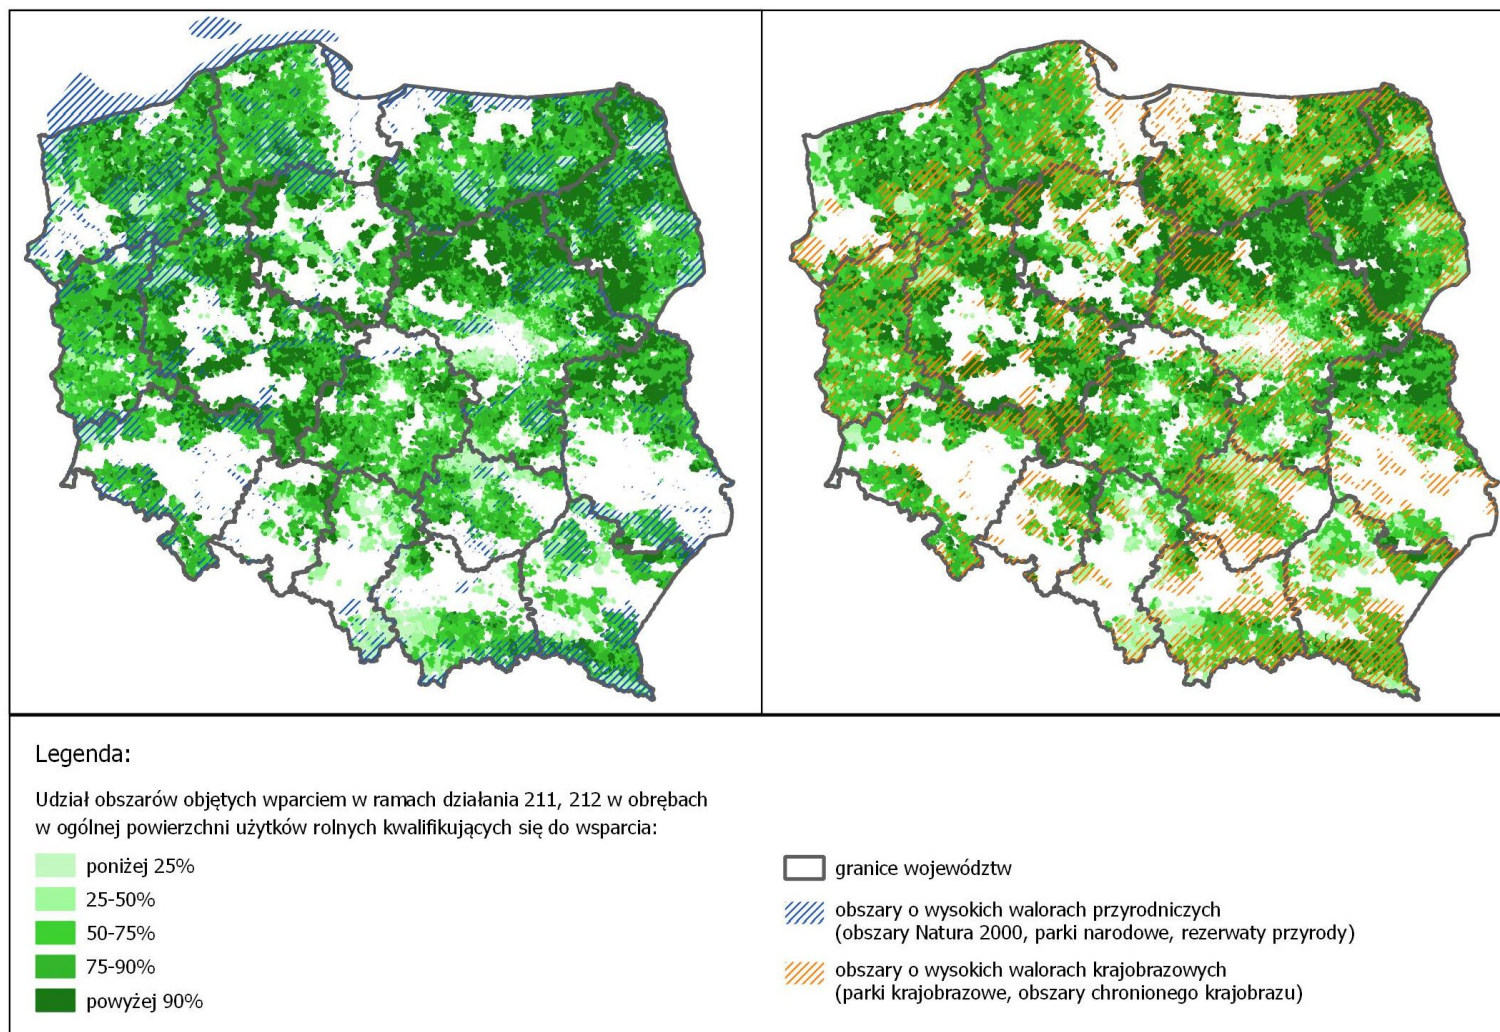 Legenda:
Udział obszarów objętych wparciem w ramach działania 211, 212 w obrębach
w ogólnej powierzchni użytków rolnych kwalifikujących się do wsparcia:
poniżej 25%
25-50%
50-75%
75-90%
powyżej 90%
granice województw
obszary o wysokich walorach przyrodniczych
(obszary Natura 2000, parki narodowe, rezerwaty przyrody)
obszary o wysokich walorach krajobrazowych
(parki krajobrazowe, obszary chronionego krajobrazu)